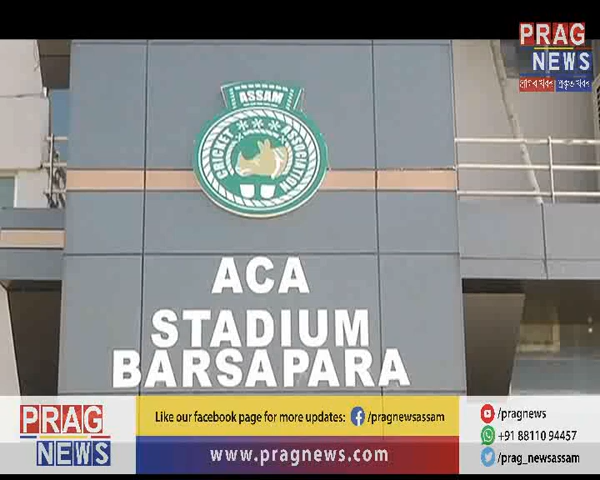 PRAG
NEWS
ASSAM
CRICKET ASSOCIATION
ACA
STADIUM
BARSAPARA
PRAG
NEWS
Like our facebook page for more updates: /pragnewsassam
www.pragnews.com
/pragnews
+91 88110 94457
/prag_newsassam